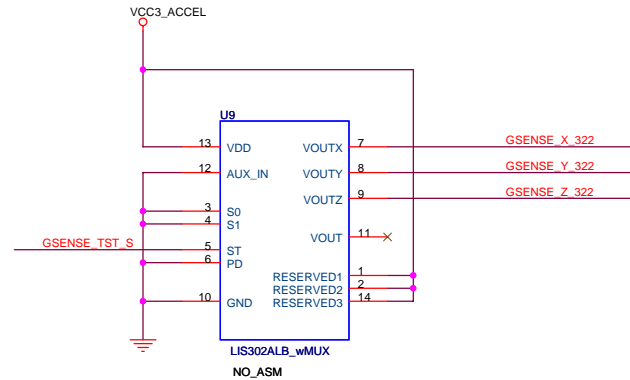 VCC3_ACCEL
U9
13 VDD VOUTX 7 GSENSE_X_322
12 AUX_IN VOUTY 8 GSENSE_Y_322
VOUTZ 9 GSENSE_Z_322
3 S0
4 S1
VOUT 11
GSENSE_TST_S 5 ST
6 PD
RESERVED1 1
RESERVED2 2
10 GND RESERVED3 14
LIS302ALB_wMUX
NO_ASM